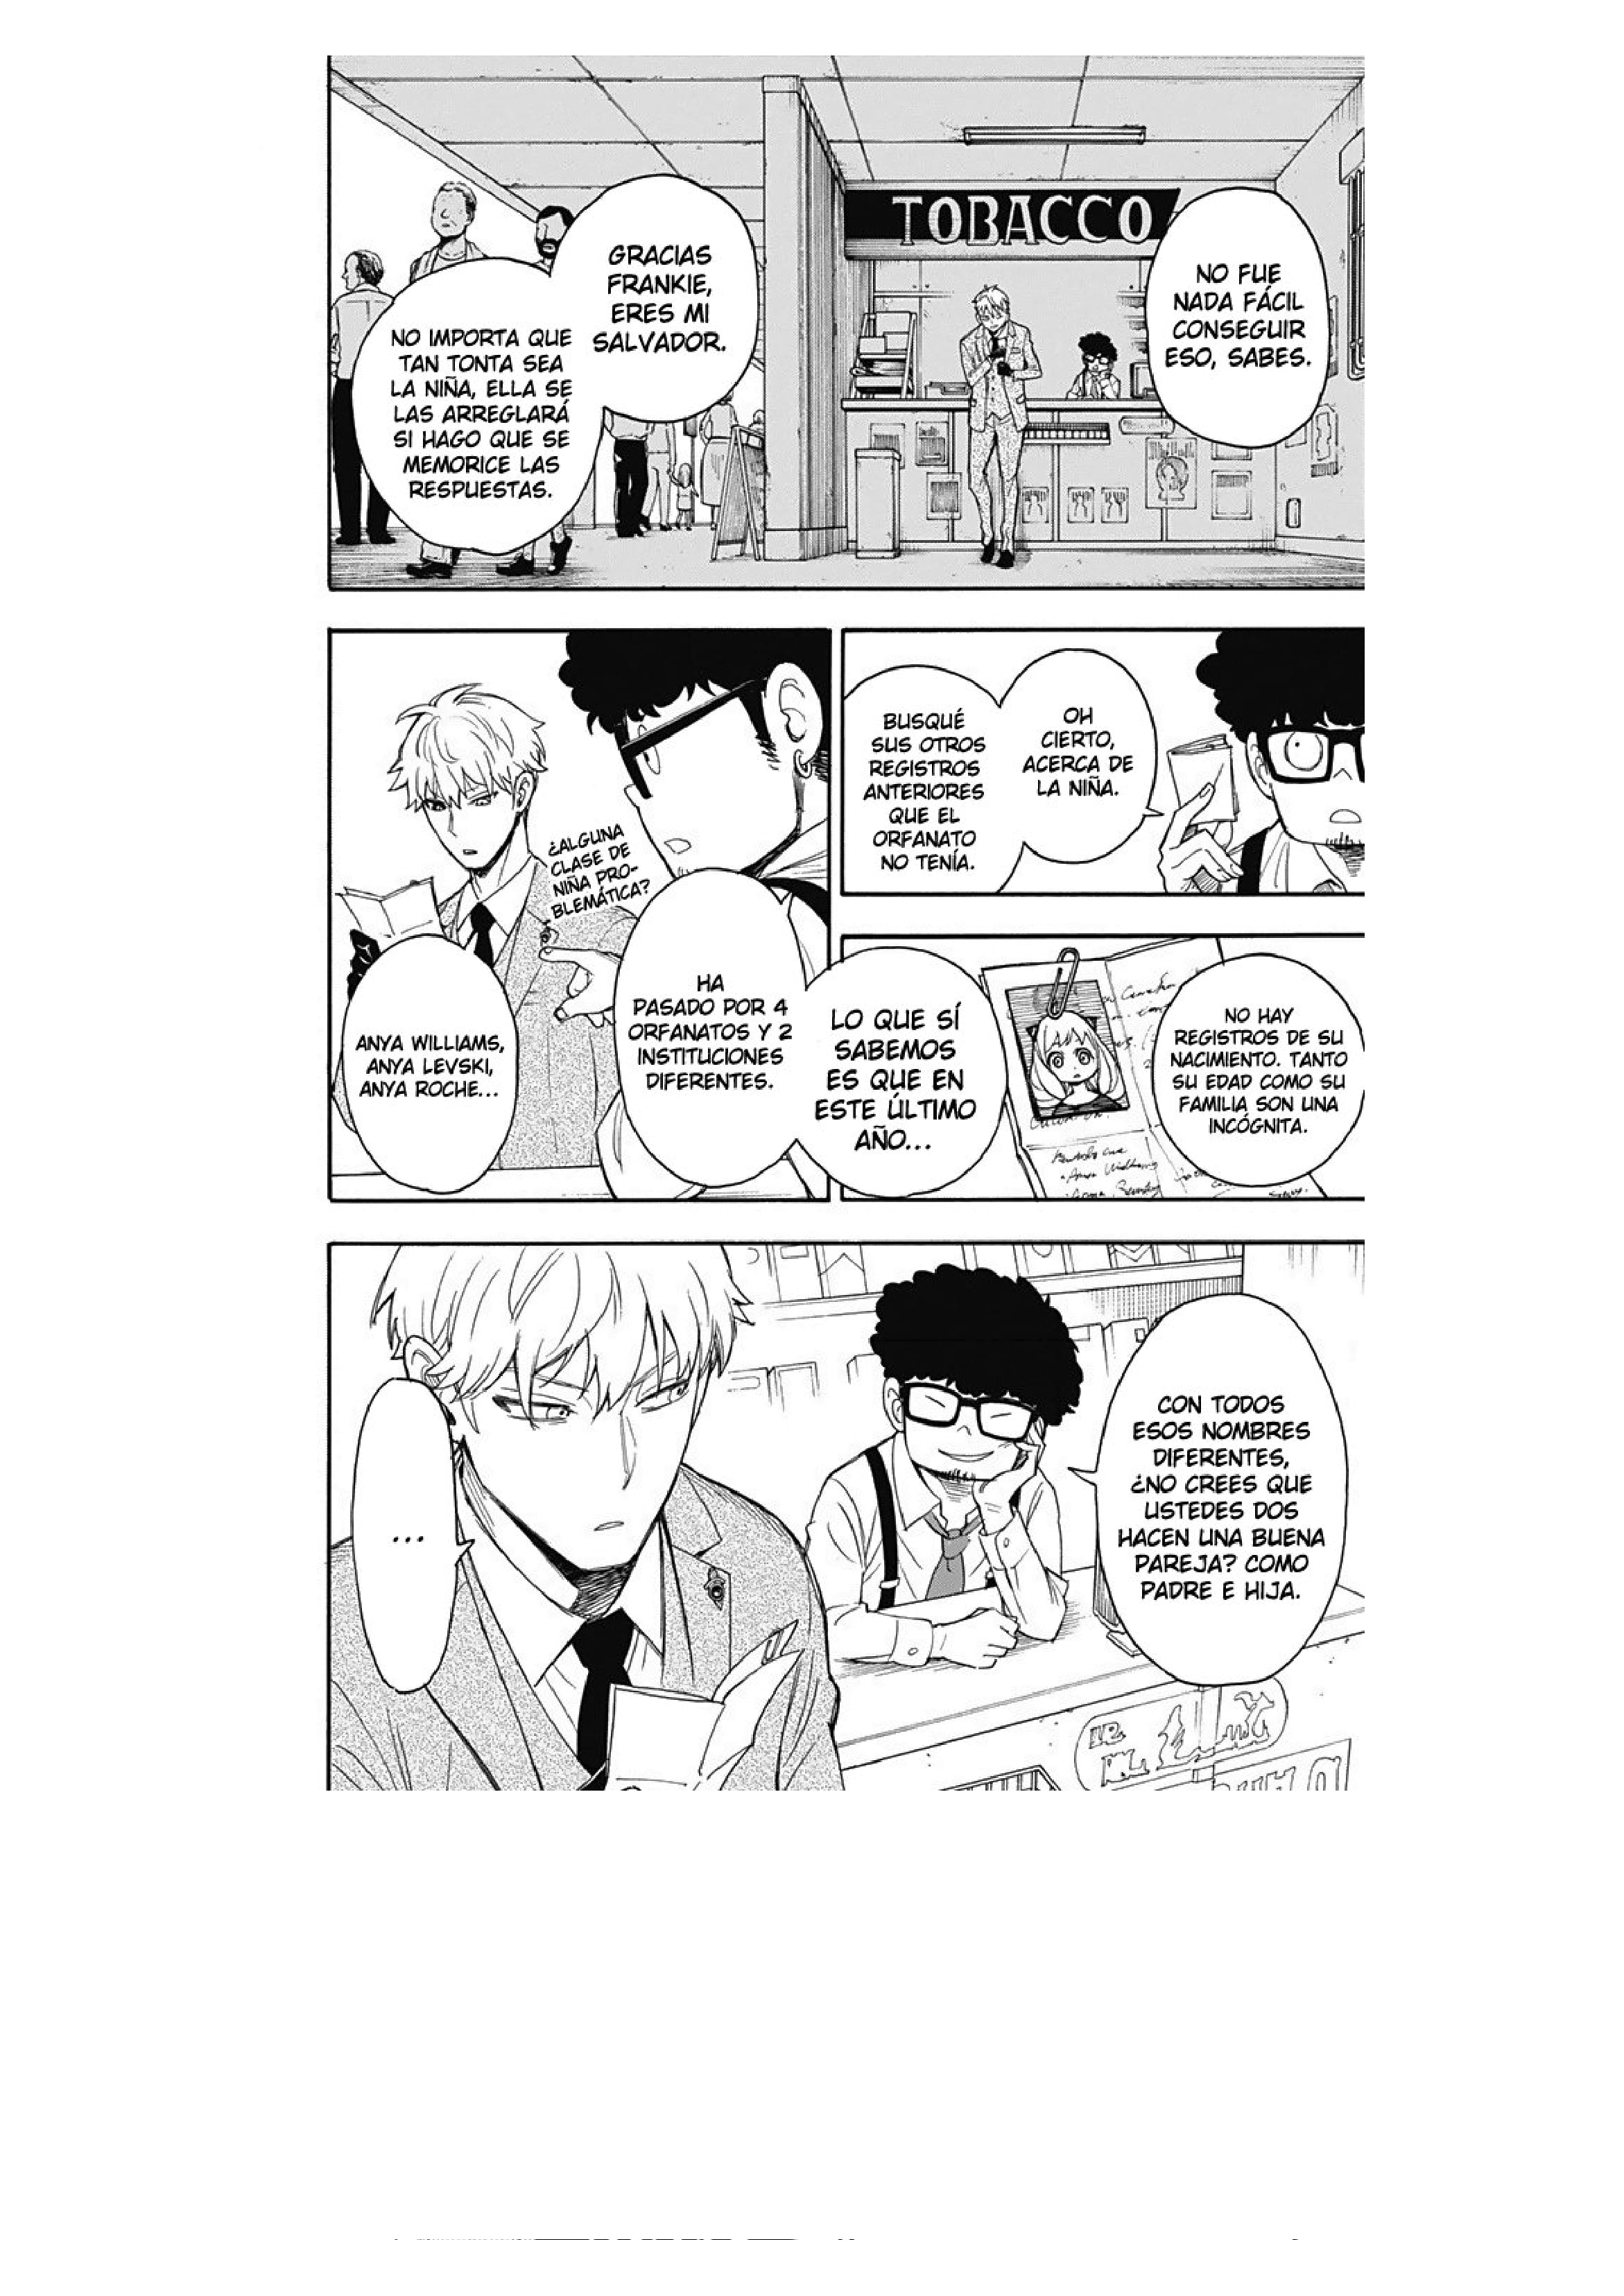 TOBACCO
NO FUE
NADA FÁCIL
CONSEGUIR
ESO, SABES.
GRACIAS
FRANKIE,
ERES MI
SALVADOR.
NO IMPORTA QUE
TAN TONTA SEA
LA NIÑA, ELLA SE
LAS ARREGLARÁ
SI HAGO QUE SE
MEMORICE LAS
RESPUESTAS.
OH
CIERTO,
ACERCA DE
LA NIÑA.
BUSQUÉ
SUS OTROS
REGISTROS
ANTERIORES
QUE EL
ORFANATO
NO TENÍA.
NO HAY
REGISTROS DE SU
NACIMIENTO. TANTO
SU EDAD COMO SU
FAMILIA SON UNA
INCÓGNITA.
LO QUE SÍ
SABEMOS
ES QUE EN
ESTE ÚLTIMO
AÑO...
HA
PASADO POR 4
ORFANATOS Y 2
INSTITUCIONES
DIFERENTES.
¿ALGUNA
CLASE DE
NIÑA PRO-
BLEMÁTICA?
ANYA WILLIAMS,
ANYA LEVSKI,
ANYA ROCHE...
CON TODOS
ESOS NOMBRES
DIFERENTES,
¿NO CREES QUE
USTEDES DOS
HACEN UNA BUENA
PAREJA? COMO
PADRE E HIJA.
...